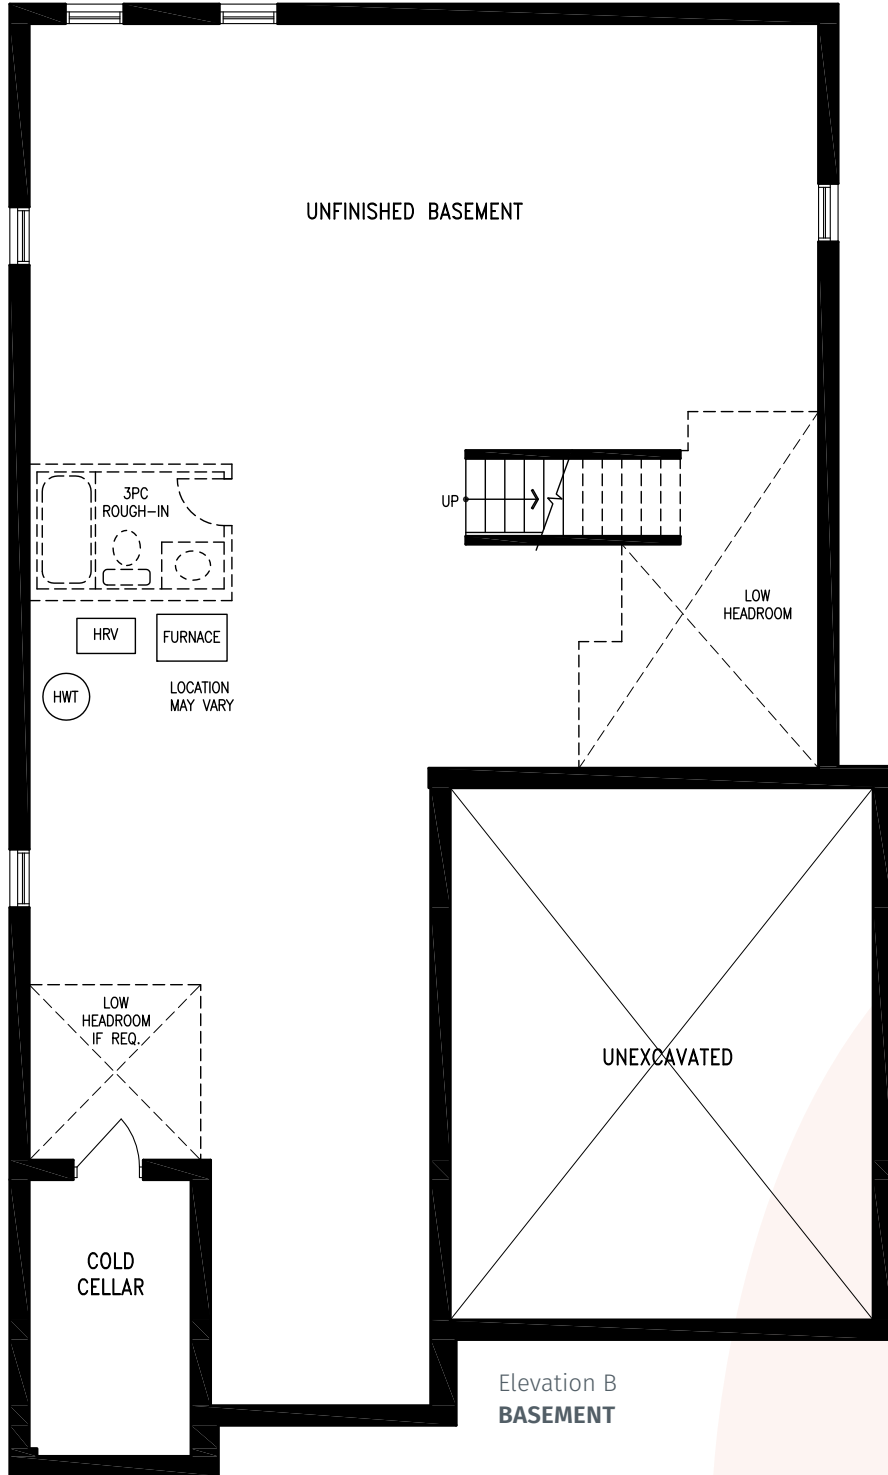 UNFINISHED BASEMENT
3PC
ROUGH-IN
UP
HRV
FURNACE
LOW
HEADROOM
HWT
LOCATION
MAY VARY
LOW
HEADROOM
IF REQ.
UNEXCAVATED
COLD
CELLAR
Elevation B
BASEMENT